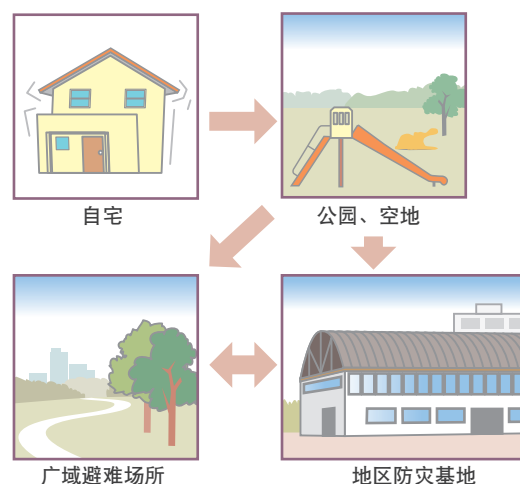 自宅
公园、空地
广域避难场所
地区防灾基地